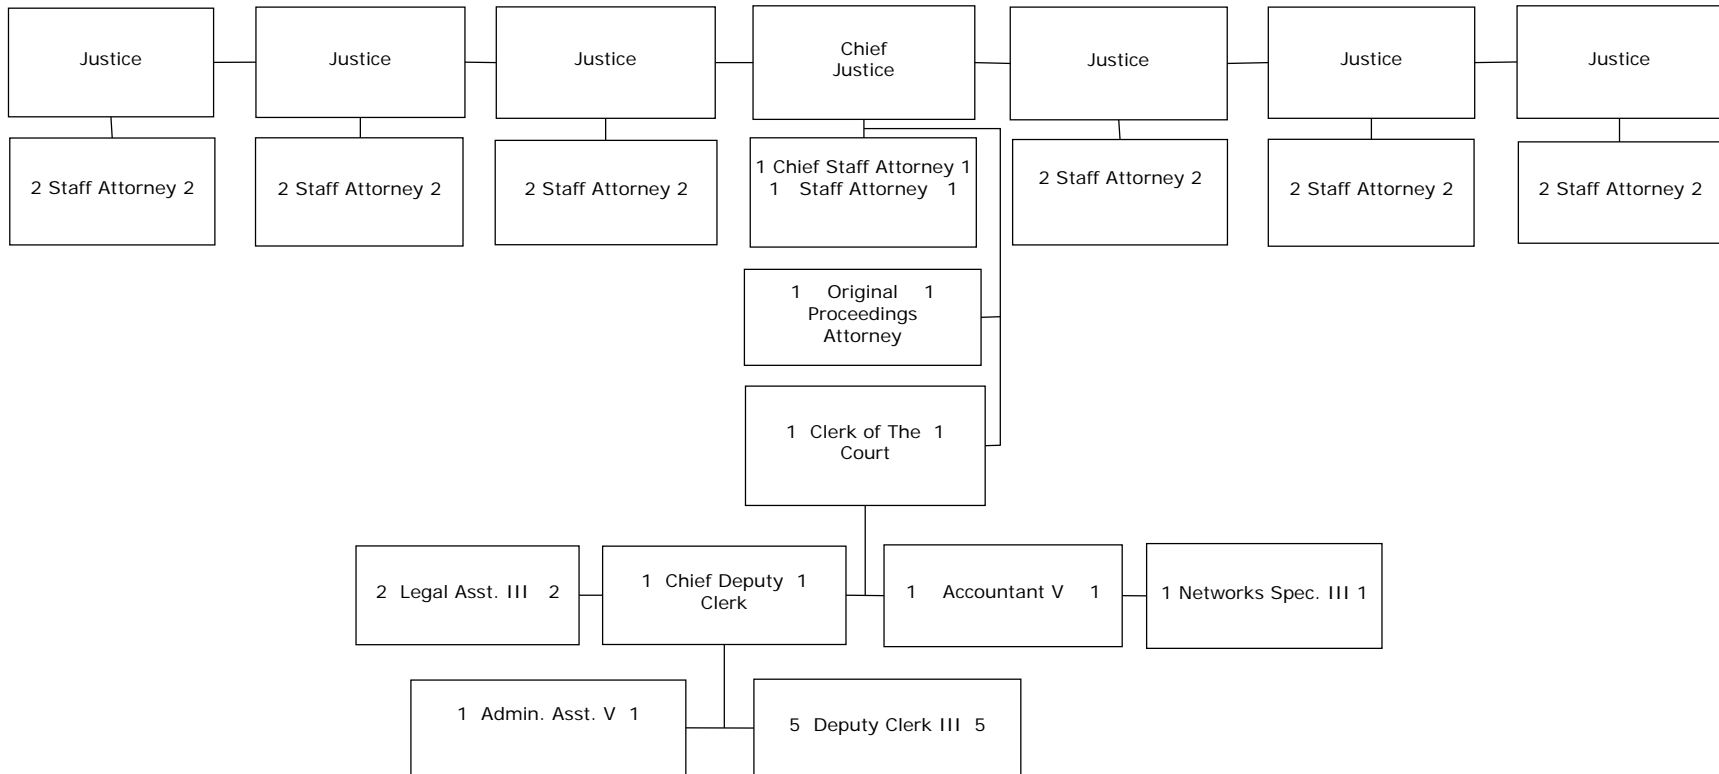 Justice
Justice
Justice
Chief
Justice
Justice
Justice
Justice
2 Staff Attorney 2
2 Staff Attorney 2
2 Staff Attorney 2
1 Chief Staff Attorney 1
1 Staff Attorney 1
2 Staff Attorney 2
2 Staff Attorney 2
2 Staff Attorney 2
1 Original 1
Proceedings
Attorney
1 Clerk of The 1
Court
2 Legal Asst. III 2
1 Chief Deputy 1
Clerk
1 Accountant V 1
1 Networks Spec. III 1
1 Admin. Asst. V 1
5 Deputy Clerk III 5